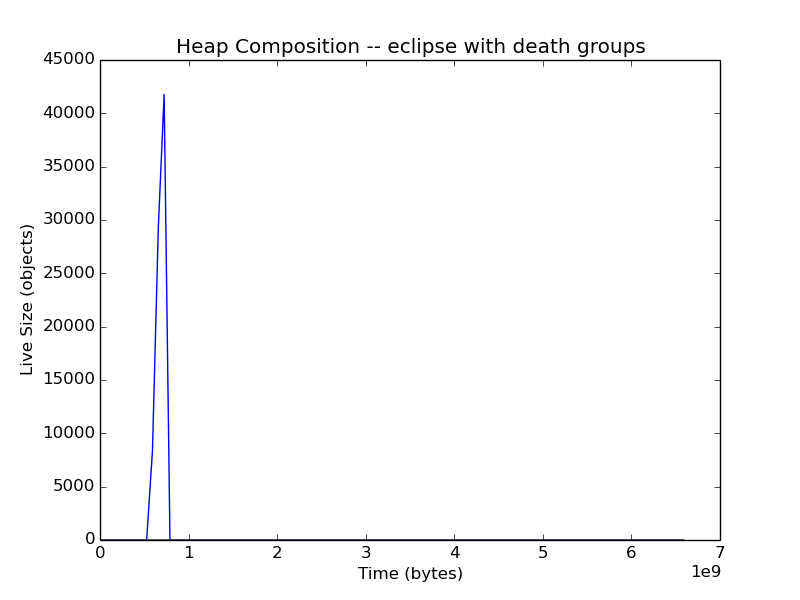 Heap Composition -- eclipse with death groups
45000
40000
35000
30000
25000
20000
15000
10000
5000
0
Live Size (objects)
0 1 2 3 4 5 6 7
1e9
Time (bytes)